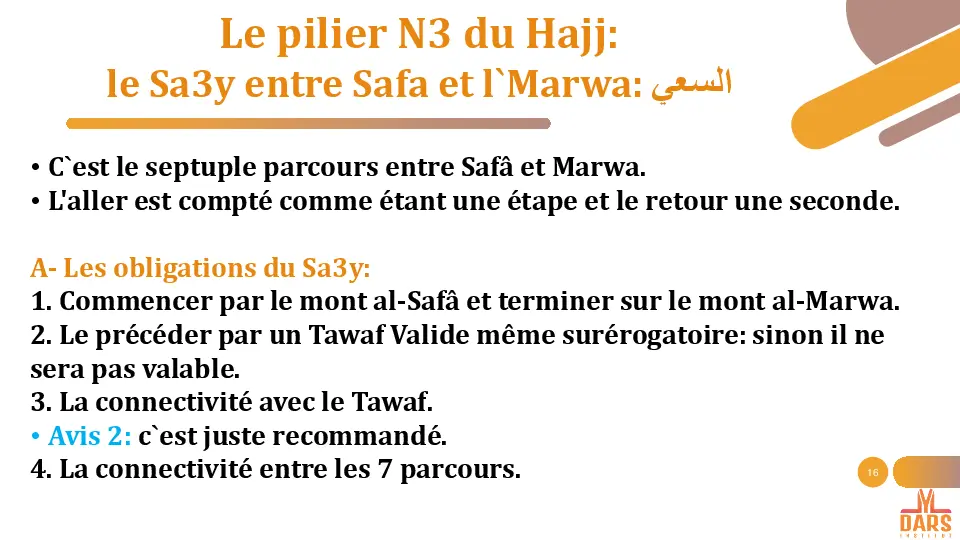 Le pilier N3 du Hajj:
le Sa3y entre Safa et l`Marwa: السعي
• C`est le septuple parcours entre Safâ et Marwa.
• L'aller est compté comme étant une étape et le retour une seconde.
A- Les obligations du Sa3y:
1. Commencer par le mont al-Safâ et terminer sur le mont al-Marwa.
2. Le précéder par un Tawaf Valide même surérogatoire: sinon il ne
sera pas valable.
3. La connectivité avec le Tawaf.
• Avis 2: c`est juste recommandé.
4. La connectivité entre les 7 parcours.
16
DARS
INSTITUT